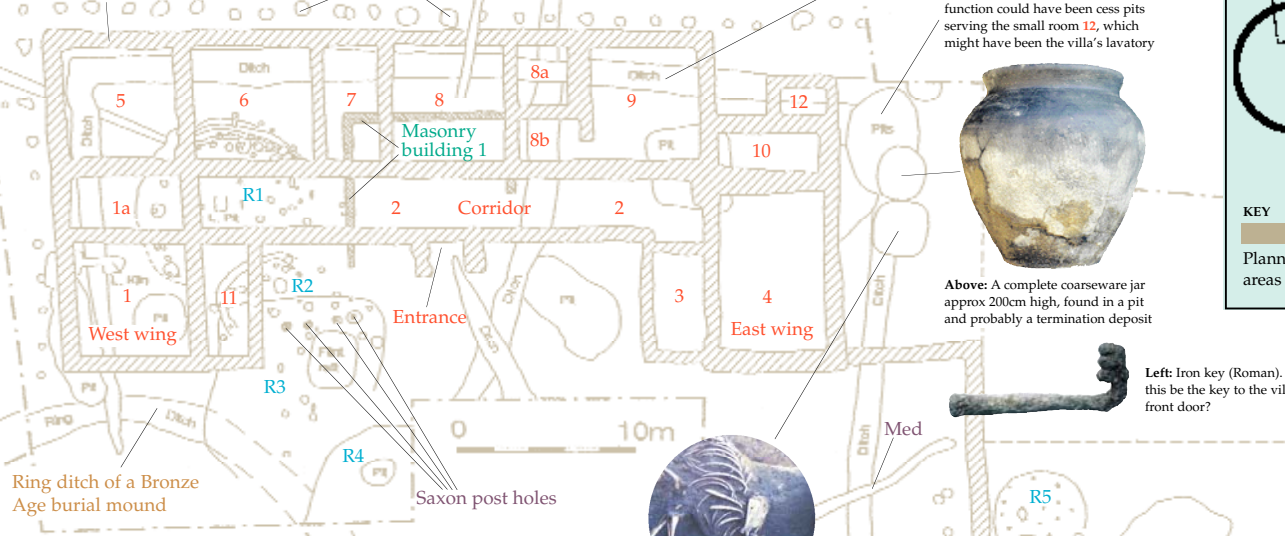 function could have been cess pits
serving the small room 12, which
might have been the villa's lavatory
Ditch
Ditch
Ditch
5
6
7
8
8a
9
12
Masonry
building 1
8b
Pit
10
Pits
1a
R1
Pit
2
Corridor
2
Kiln
1
11
R2
Entrance
Ditch
Pit
3
4
Ditch
West wing
East wing
Ditch
Pit
R3
Pit
Ring
Ditch
0
10m
Ditch
Med
R4
Pit
Ring ditch of a Bronze
Age burial mound
Saxon post holes
R5
Above: A complete coarseware jar
approx 200cm high, found in a pit
and probably a termination deposit
Left: Iron key (Roman).
this be the key to the
front door?
KEY
areas